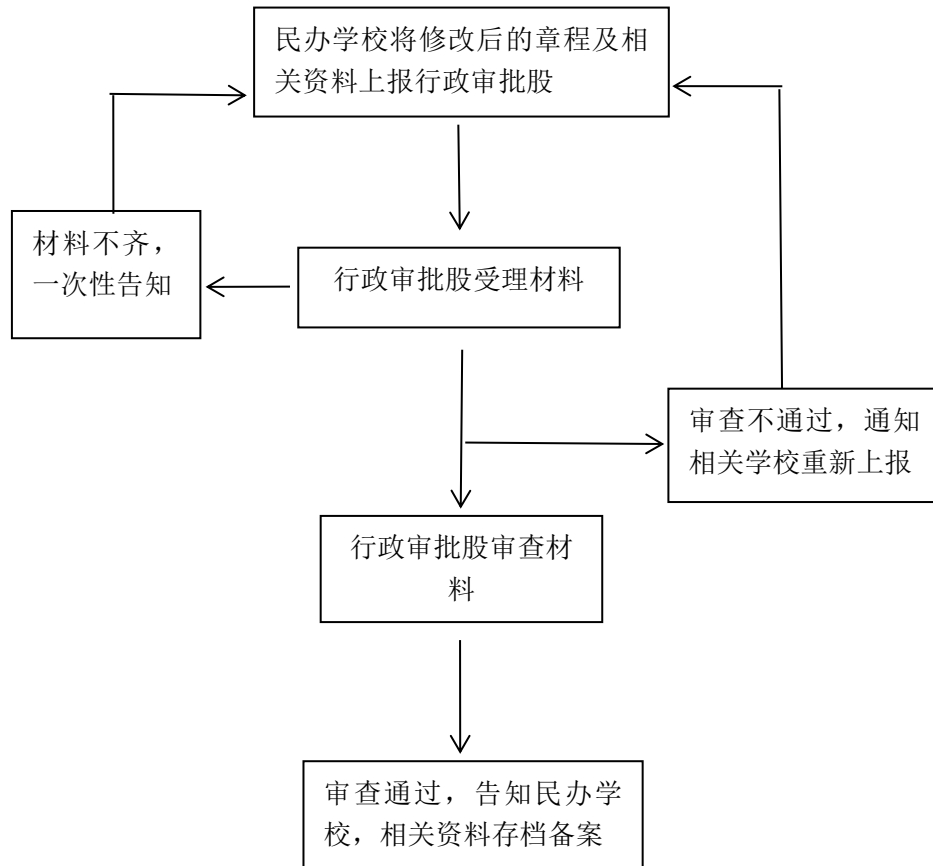 民办学校将修改后的章程及相
关资料上报行政审批股
材料不齐，
一次性告知
行政审批股受理材料
审查不通过，通知
相关学校重新上报
行政审批股审查材
料
审查通过，告知民办学
校，相关资料存档备案